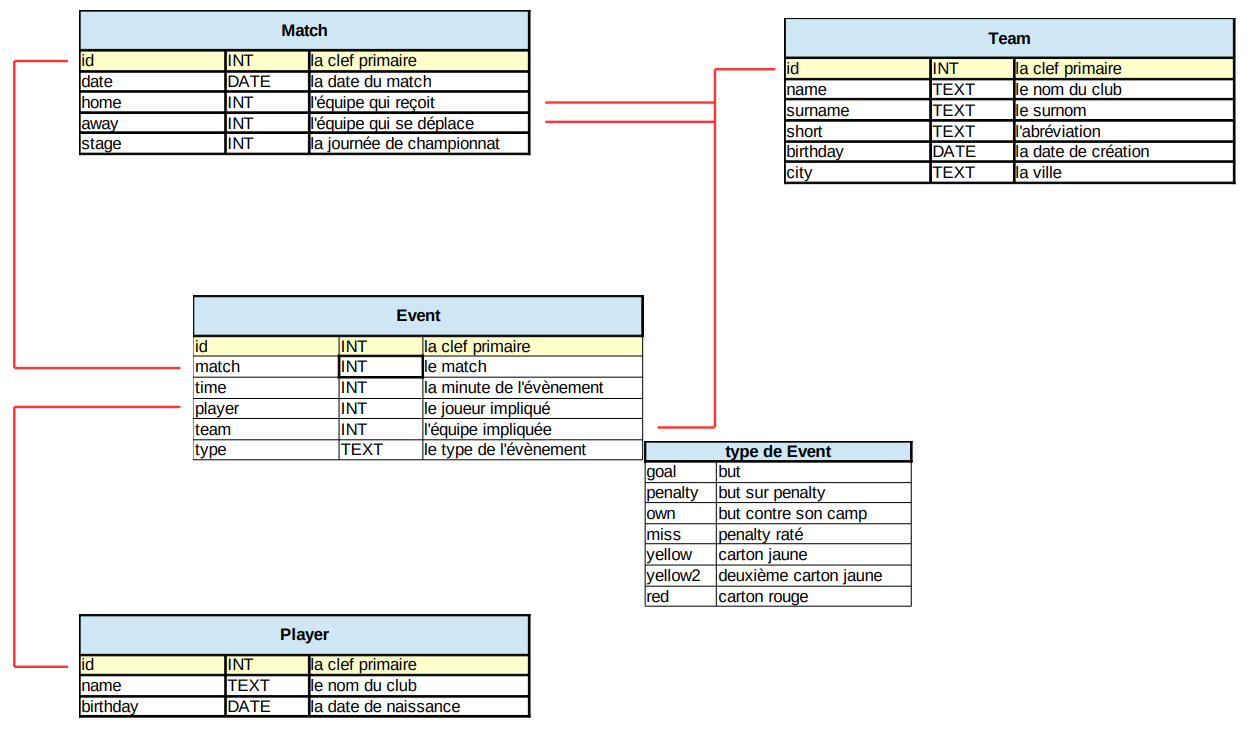 Match
id INT la clef primaire
date DATE la date du match
home INT l'équipe qui reçoit
away INT l'équipe qui se déplace
stage INT la journée de championnat
Team
id INT la clef primaire
name TEXT le nom du club
surname TEXT le surnom
short TEXT l'abréviation
birthday DATE la date de création
city TEXT la ville
Event
id INT la clef primaire
match INT le match
time INT la minute de l'évènement
player INT le joueur impliqué
team INT l'équipe impliquée
type TEXT le type de l'évènement
type de Event
goal but
penalty but sur penalty
own but contre son camp
miss penalty raté
yellow carton jaune
yellow2 deuxième carton jaune
red carton rouge
Player
id INT la clef primaire
name TEXT le nom du club
birthday DATE la date de naissance